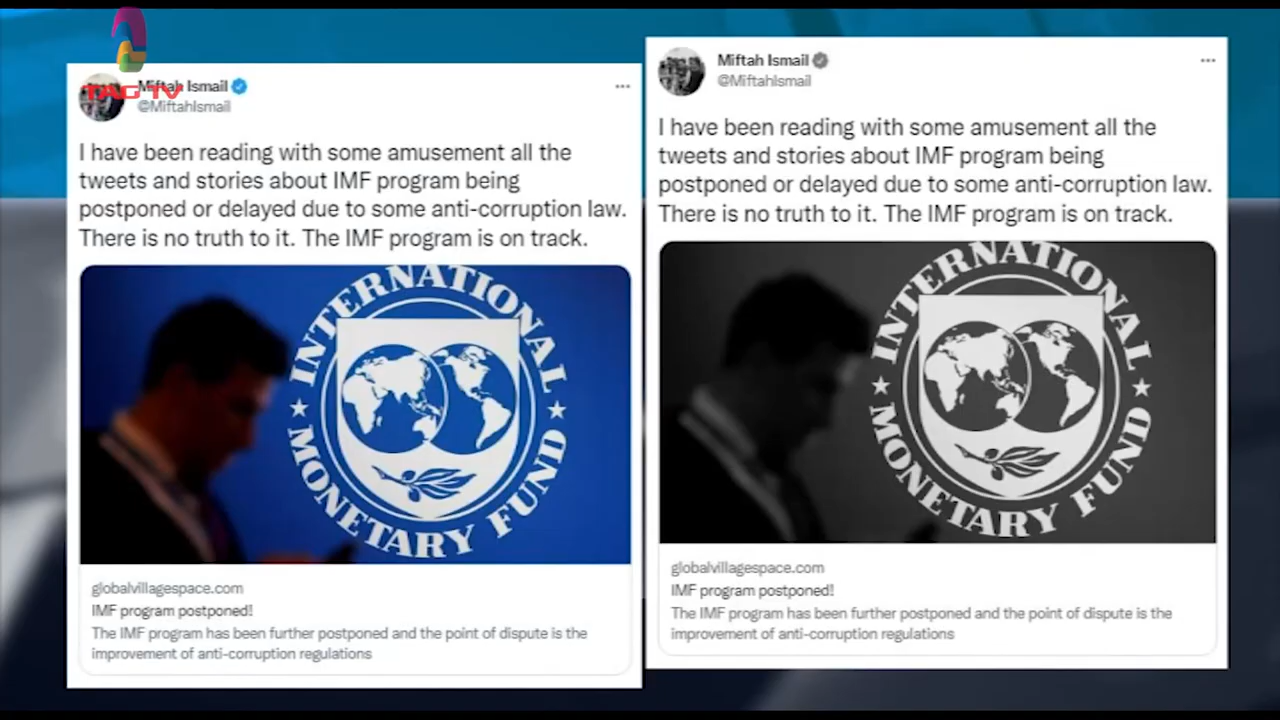 TAG TV
Miftah Ismail
@MiftahIsmail
I have been reading with some amusement all the
tweets and stories about IMF program being
postponed or delayed due to some anti-corruption law.
There is no truth to it. The IMF program is on track.
INTERNATIONAL
MONETARY FUND
globalvillagespace.com
IMF program postponed!
The IMF program has been further postponed and the point of dispute is the
improvement of anti-corruption regulations
Miftah Ismail
@MiftahIsmail
I have been reading with some amusement all the
tweets and stories about IMF program being
postponed or delayed due to some anti-corruption law.
There is no truth to it. The IMF program is on track.
INTERNATIONAL
MONETARY FUND
globalvillagespace.com
IMF program postponed!
The IMF program has been further postponed and the point of dispute is the
improvement of anti-corruption regulations